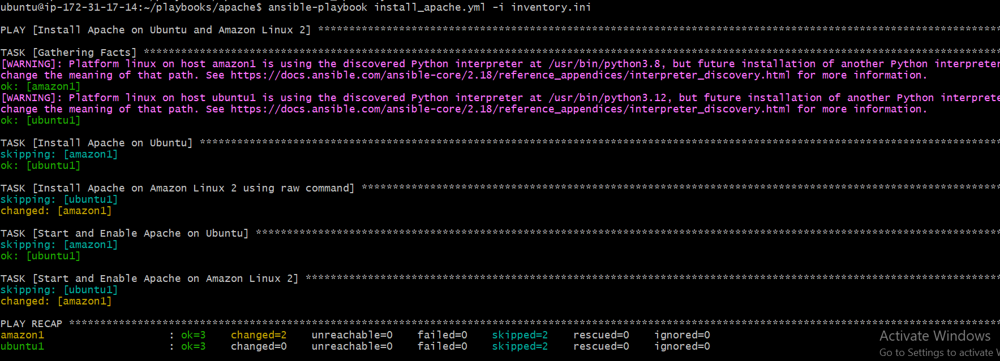 ubuntu@ip-172-31-17-14:~/playbooks/apache$ ansible-playbook install_apache.yml -i inventory.ini
PLAY [Install Apache on Ubuntu and Amazon Linux 2] **************************************************************************************************************
TASK [Gathering Facts] ******************************************************************************************************************************************
[WARNING]: Platform linux on host amazon1 is using the discovered Python interpreter at /usr/bin/python3.8, but future installation of another Python interpreter
change the meaning of that path. See https://docs.ansible.com/ansible-core/2.18/reference_appendices/interpreter_discovery.html for more information.
ok: [amazon1]
[WARNING]: Platform linux on host ubuntu1 is using the discovered Python interpreter at /usr/bin/python3.12, but future installation of another Python interprete
change the meaning of that path. See https://docs.ansible.com/ansible-core/2.18/reference_appendices/interpreter_discovery.html for more information.
ok: [ubuntu1]
TASK [Install Apache on Ubuntu] *********************************************************************************************************************************
skipping: [amazon1]
ok: [ubuntu1]
TASK [Install Apache on Amazon Linux 2 using raw command] *******************************************************************************************************
skipping: [ubuntu1]
changed: [amazon1]
TASK [Start and Enable Apache on Ubuntu] ************************************************************************************************************************
skipping: [amazon1]
ok: [ubuntu1]
TASK [Start and Enable Apache on Amazon Linux 2] ****************************************************************************************************************
skipping: [ubuntu1]
changed: [amazon1]
PLAY RECAP ******************************************************************************************************************************************************
amazon1 : ok=3 changed=2 unreachable=0 failed=0 skipped=2 rescued=0 ignored=0
ubuntu1 : ok=3 changed=0 unreachable=0 failed=0 skipped=2 rescued=0 ignored=0
Activate Windows
Go to Settings to activate W